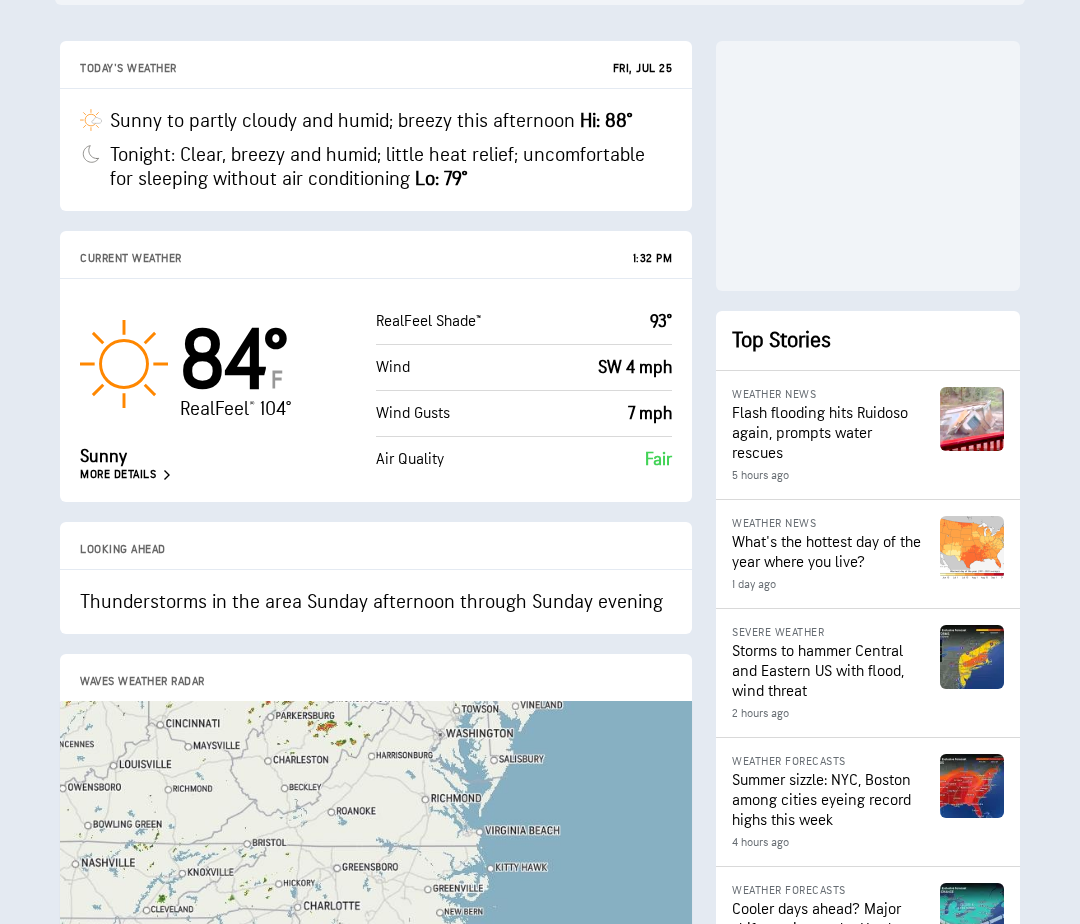 TODAY'S WEATHER
FRI, JUL 25
Sunny to partly cloudy and humid; breezy this afternoon Hi: 88°
Tonight: Clear, breezy and humid; little heat relief; uncomfortable
for sleeping without air conditioning Lo: 79°
CURRENT WEATHER
1:32 PM
84°F
RealFeel® 104°
Sunny
MORE DETAILS
RealFeel Shade™
93°
Wind
SW 4 mph
Wind Gusts
7 mph
Air Quality
Fair
LOOKING AHEAD
Thunderstorms in the area Sunday afternoon through Sunday evening
WAVES WEATHER RADAR
PARKERSBURG
TOWSON
VINELAND
CINCINNATI
WASHINGTON
NCENNES
MAYSVILLE
HARRISONBURG
CHARLESTON
SALISBURY
LOUISVILLE
OWENSBORO
RICHMOND
BECKLEY
RICHMOND
ROANOKE
BOWLING GREEN
VIRGINIA BEACH
BRISTOL
NASHVILLE
KNOXVILLE
GREENSBORO
KITTY HAWK
HICKORY
GREENVILLE
CLEVELAND
CHARLOTTE
NEW BERN
Top Stories
WEATHER NEWS
Flash flooding hits Ruidoso
again, prompts water
rescues
5 hours ago
WEATHER NEWS
What's the hottest day of the
year where you live?
1 day ago
SEVERE WEATHER
Storms to hammer Central
and Eastern US with flood,
wind threat
2 hours ago
WEATHER FORECASTS
Summer sizzle: NYC, Boston
among cities eyeing record
highs this week
4 hours ago
WEATHER FORECASTS
Cooler days ahead? Major